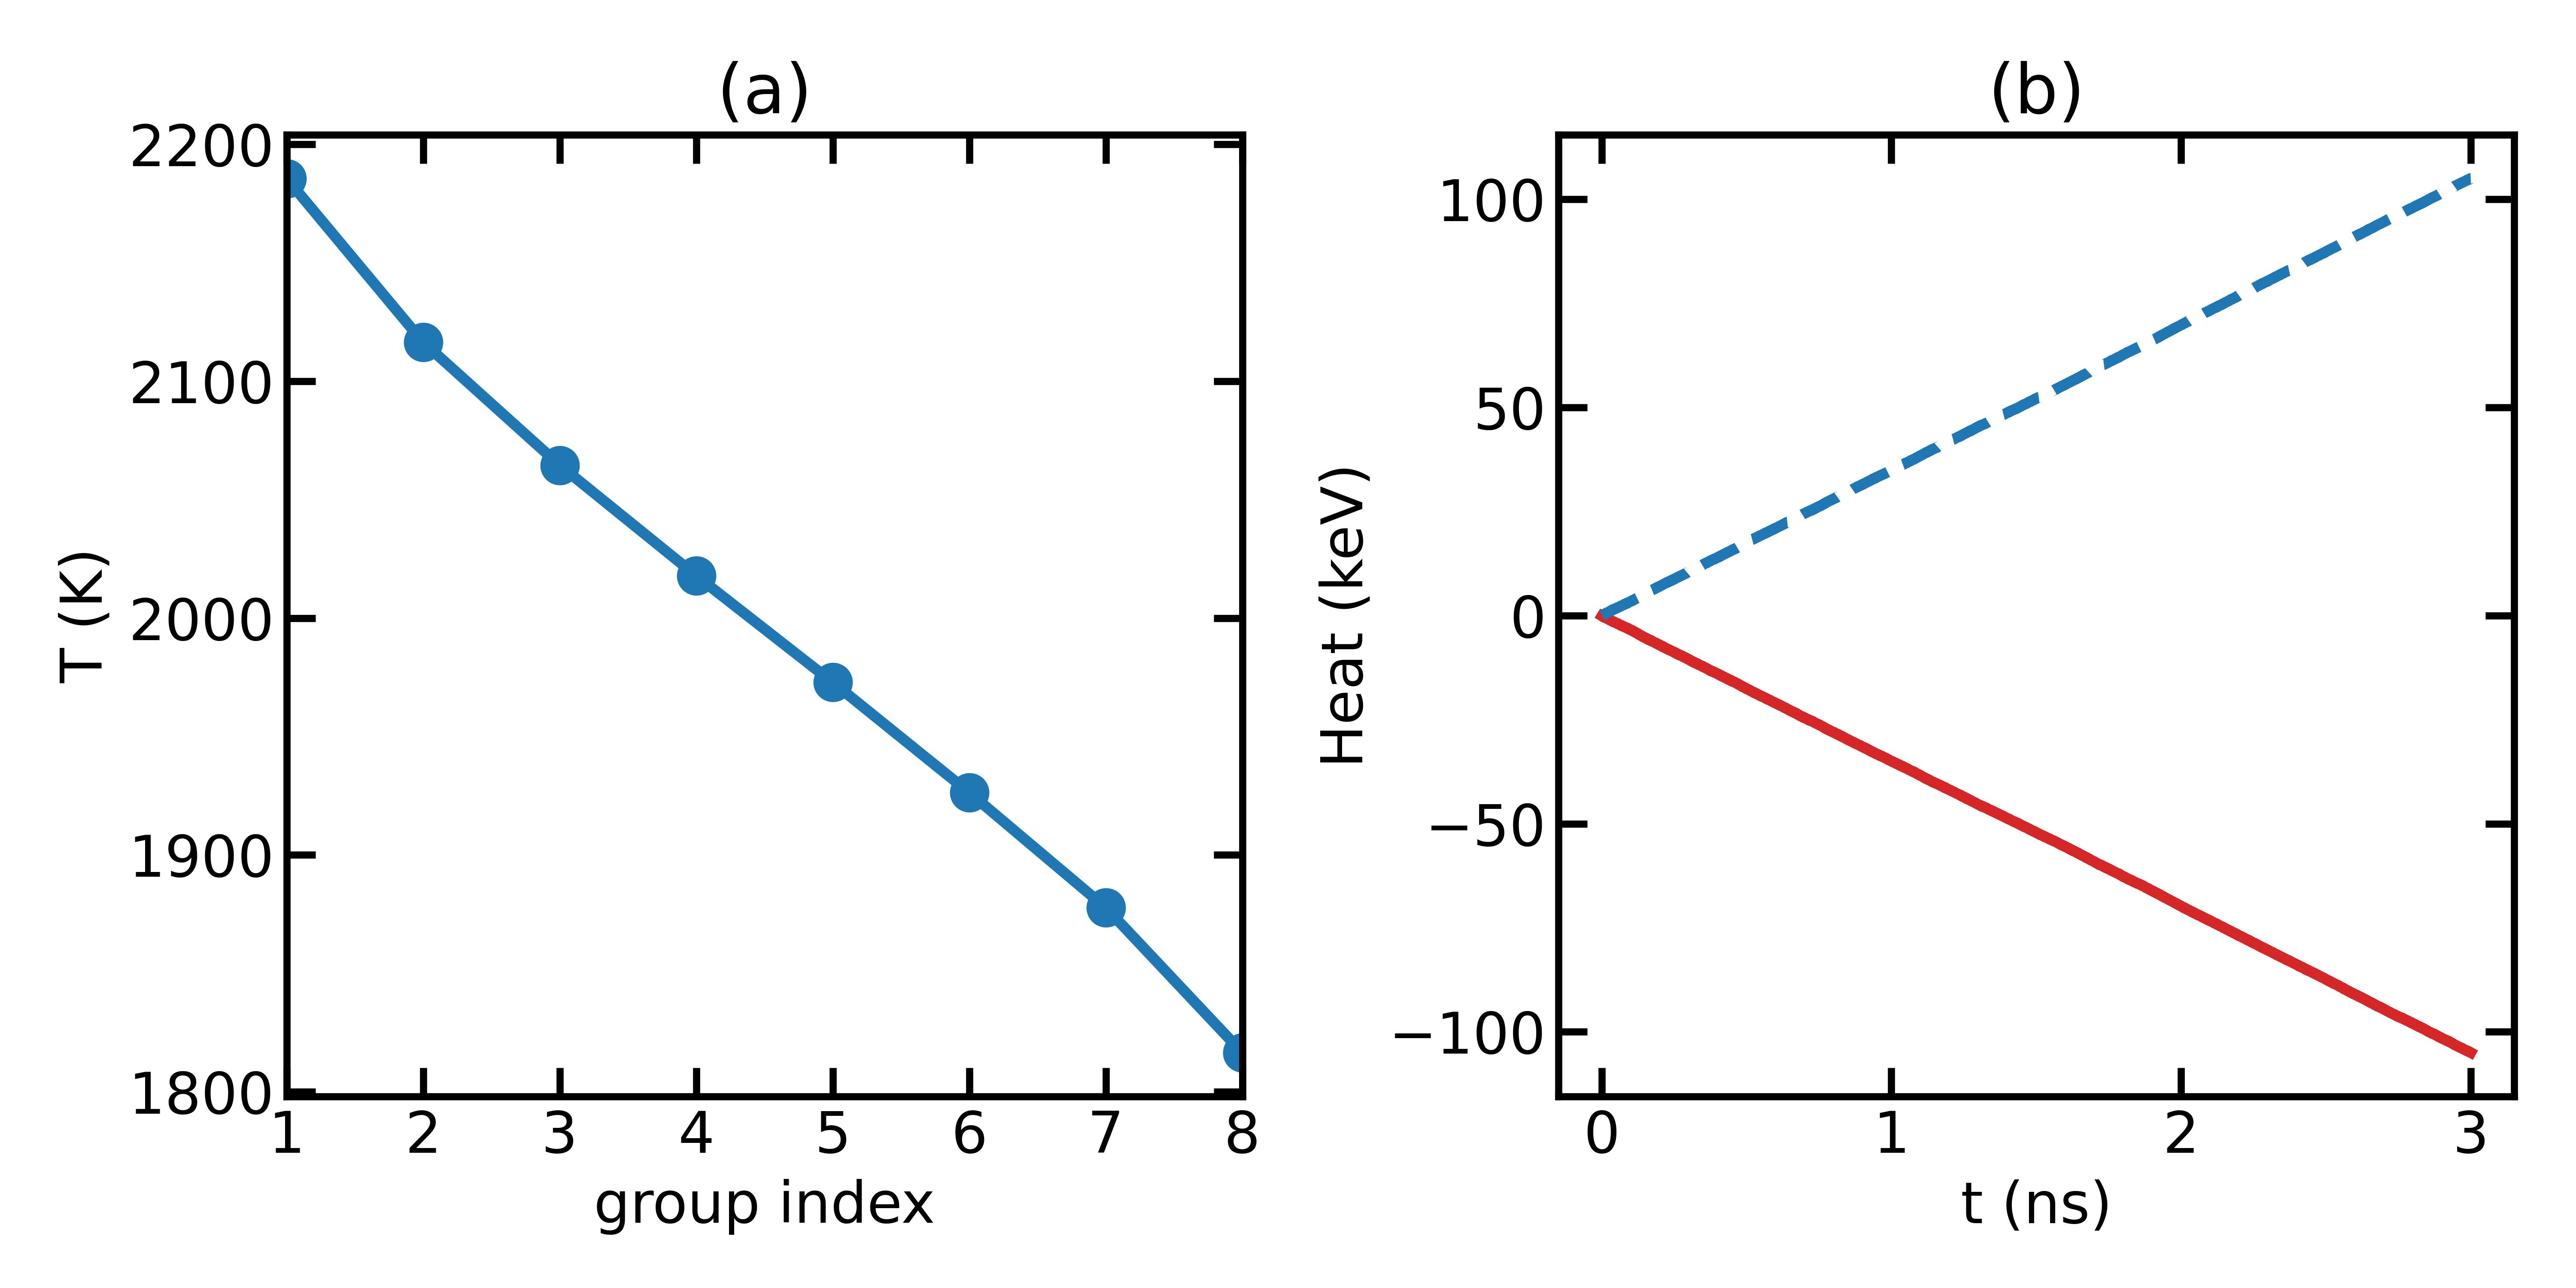 (a)
2200
2100
2000
1900
1800
T (K)
1 2 3 4 5 6 7 8
group index
(b)
100
50
0
−50
−100
Heat (keV)
0 1 2 3
t (ns)